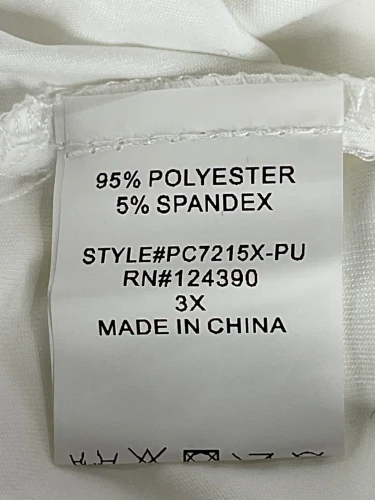 95% POLYESTER
5% SPANDEX
STYLE#PC7215X-PU
RN#124390
3X
MADE IN CHINA